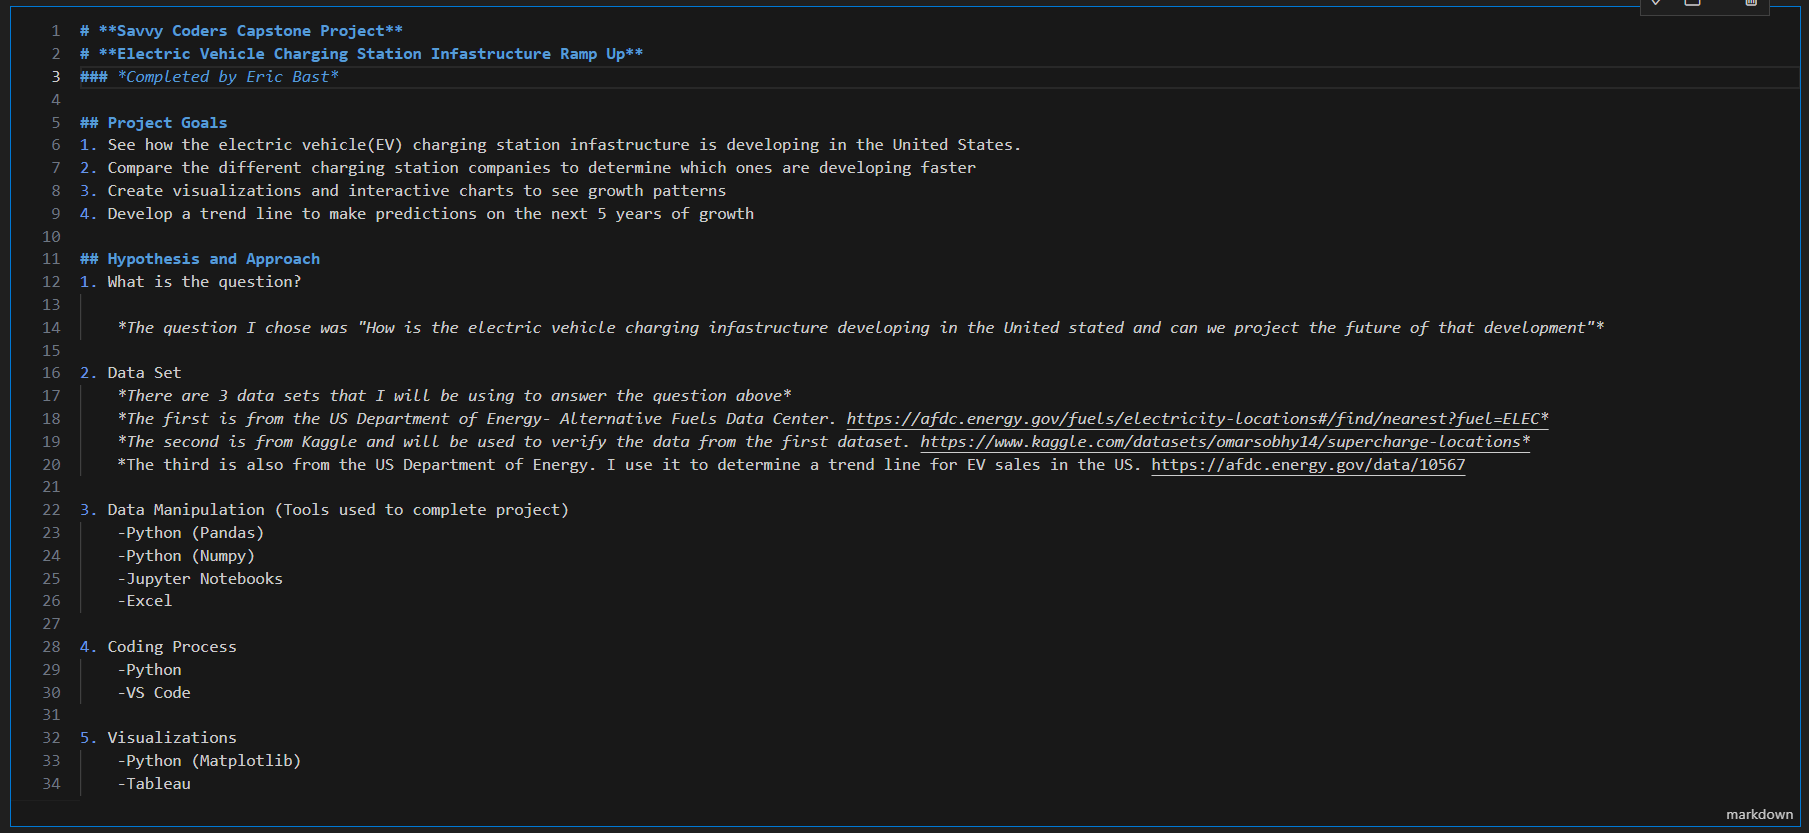 1 # **Savvy Coders Capstone Project**
2 # **Electric Vehicle Charging Station Infastructure Ramp Up**
3 ### *Completed by Eric Bast*
4
5 ## Project Goals
6 1. See how the electric vehicle(EV) charging station infastructure is developing in the United States.
7 2. Compare the different charging station companies to determine which ones are developing faster
8 3. Create visualizations and interactive charts to see growth patterns
9 4. Develop a trend line to make predictions on the next 5 years of growth
10
11 ## Hypothesis and Approach
12 1. What is the question?
13
14 *The question I chose was "How is the electric vehicle charging infastructure developing in the United stated and can we project the future of that development"*
15
16 2. Data Set
17 *There are 3 data sets that I will be using to answer the question above*
18 *The first is from the US Department of Energy- Alternative Fuels Data Center. https://afdc.energy.gov/fuels/electricity-locations#/find/nearest?fuel=ELEC*
19 *The second is from Kaggle and will be used to verify the data from the first dataset. https://www.kaggle.com/datasets/omarsobhy14/supercharge-locations*
20 *The third is also from the US Department of Energy. I use it to determine a trend line for EV sales in the US. https://afdc.energy.gov/data/10567
21
22 3. Data Manipulation (Tools used to complete project)
23 -Python (Pandas)
24 -Python (Numpy)
25 -Jupyter Notebooks
26 -Excel
27
28 4. Coding Process
29 -Python
30 -VS Code
31
32 5. Visualizations
33 -Python (Matplotlib)
34 -Tableau
markdown